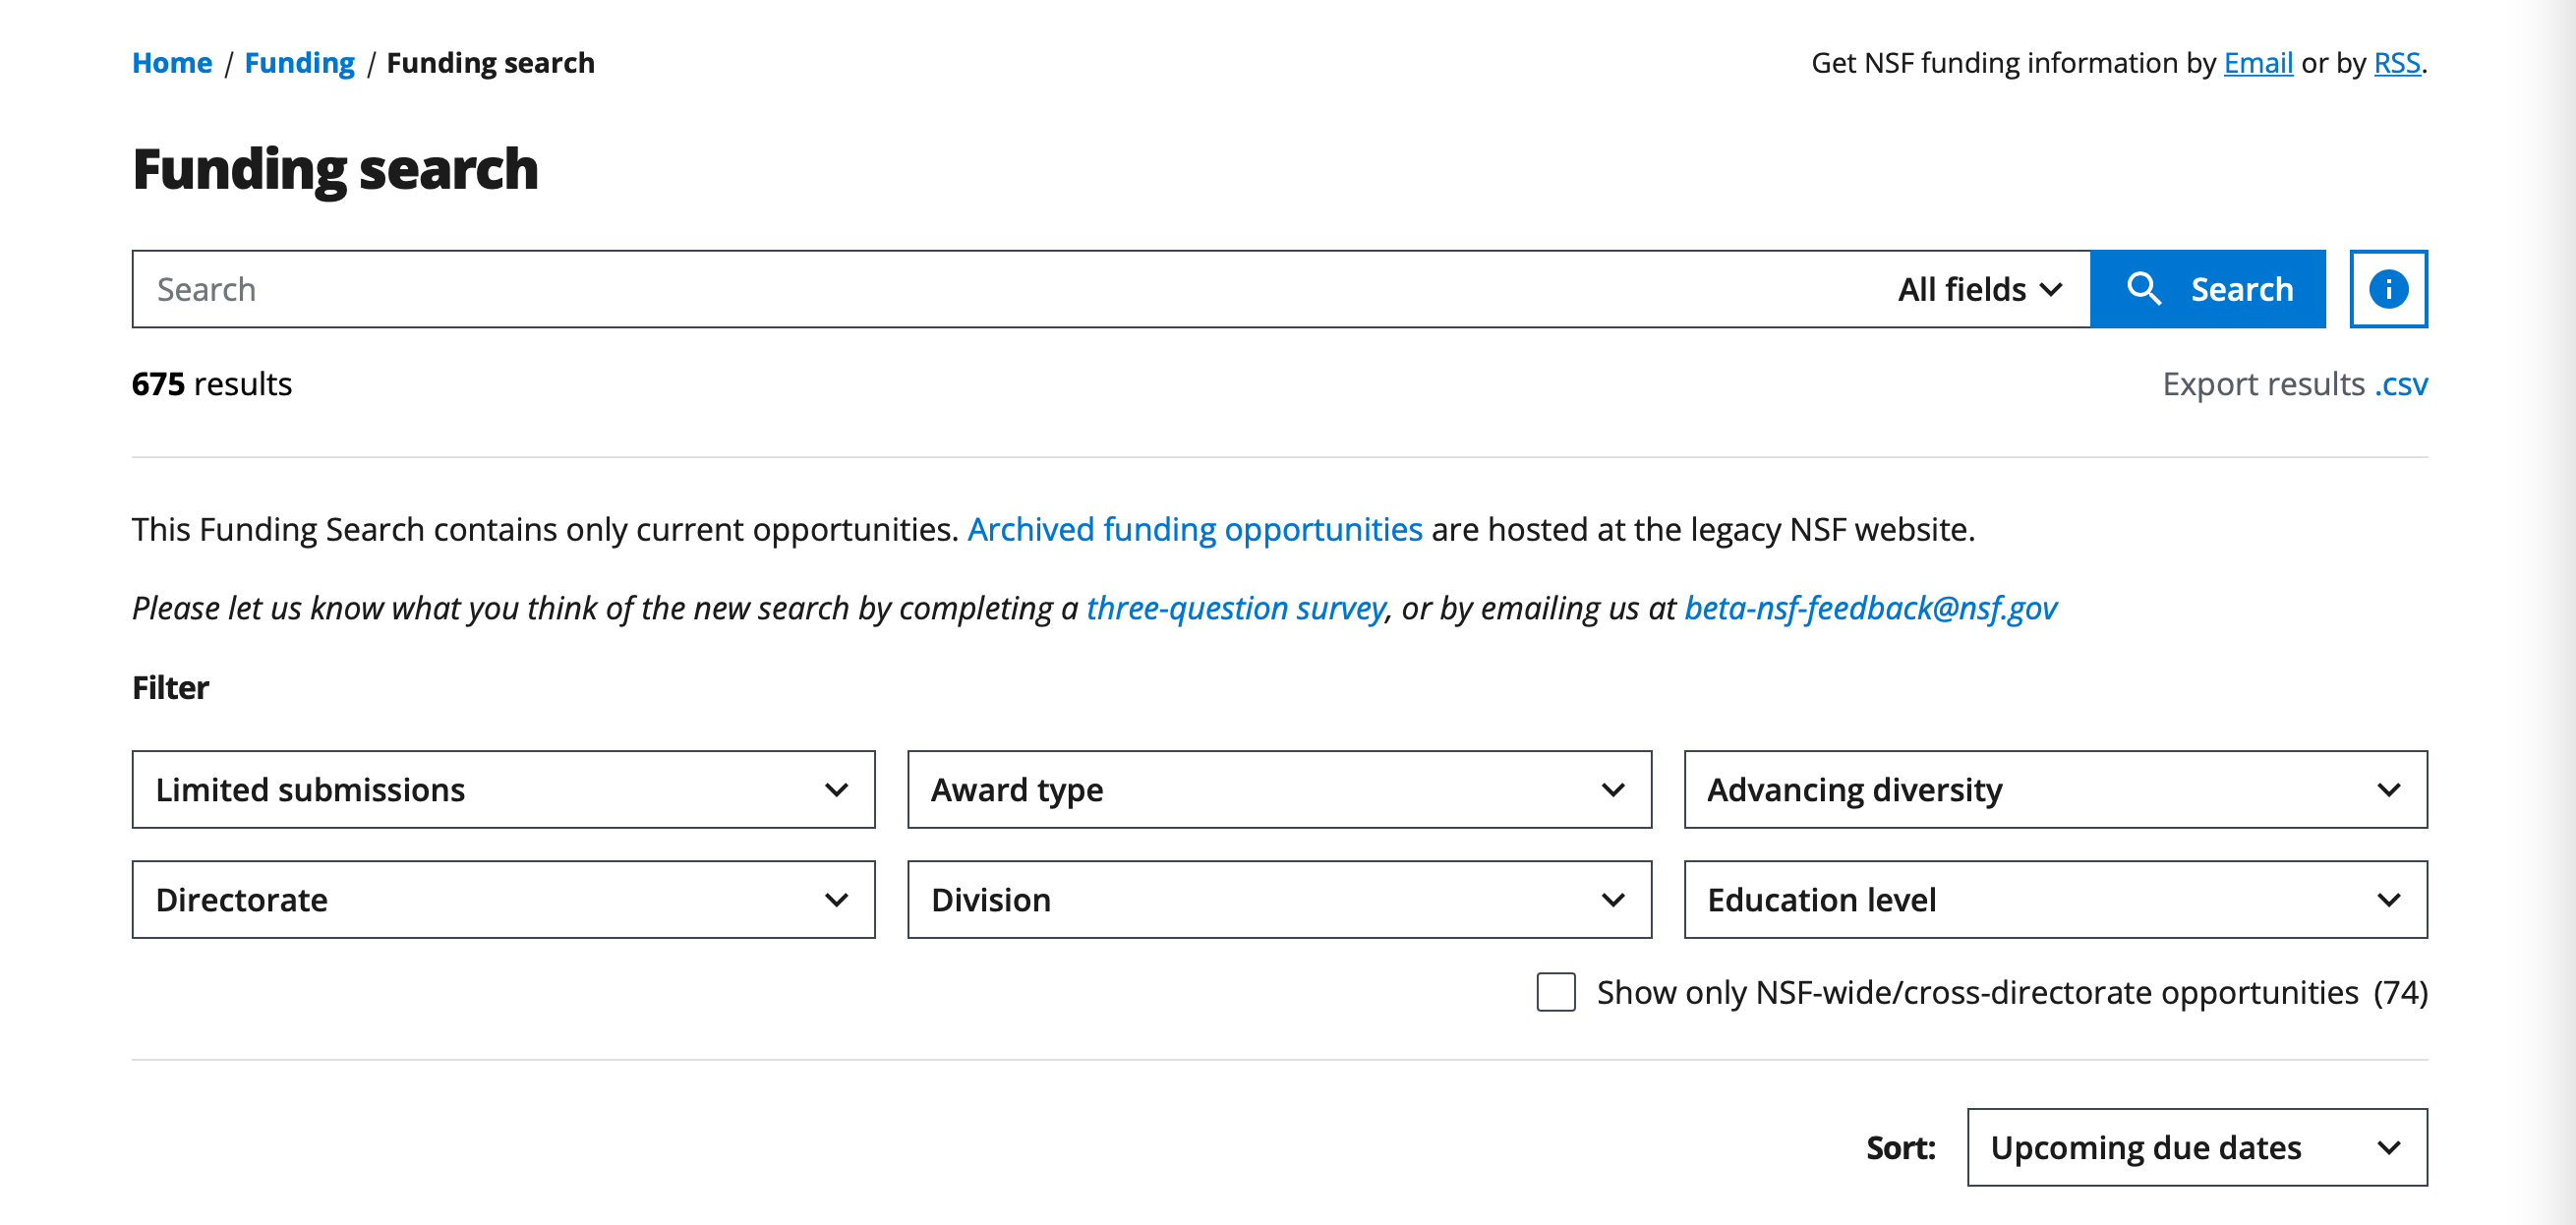 Home / Funding / Funding search
Get NSF funding information by Email or by RSS.
Funding search
Search
All fields
Search
675 results
Export results .csv
This Funding Search contains only current opportunities. Archived funding opportunities are hosted at the legacy NSF website.
Please let us know what you think of the new search by completing a three-question survey, or by emailing us at beta-nsf-feedback@nsf.gov
Filter
Limited submissions
Award type
Advancing diversity
Directorate
Division
Education level
Show only NSF-wide/cross-directorate opportunities (74)
Sort:
Upcoming due dates